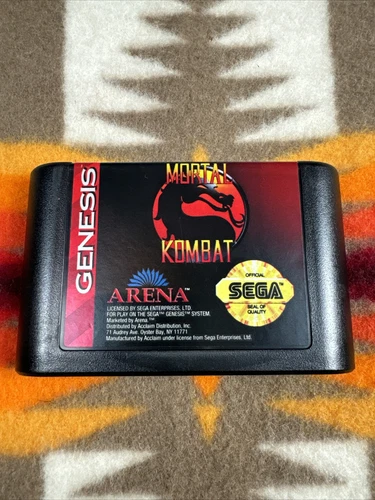 GENESIS
MORTAL
KOMBAT
ARENA™
OFFICIAL
SEGA
SEAL OF
QUALITY
LICENSED BY SEGA ENTERPRISES, LTD.
FOR PLAY ON THE SEGA™ GENESIS™ SYSTEM.
Marketed by Arena.™
Distributed by Acclaim Distribution, Inc.
71 Audrey Ave. Oyster Bay, NY 11771
Manufactured by Acclaim under license from Sega Enterprises, Ltd.